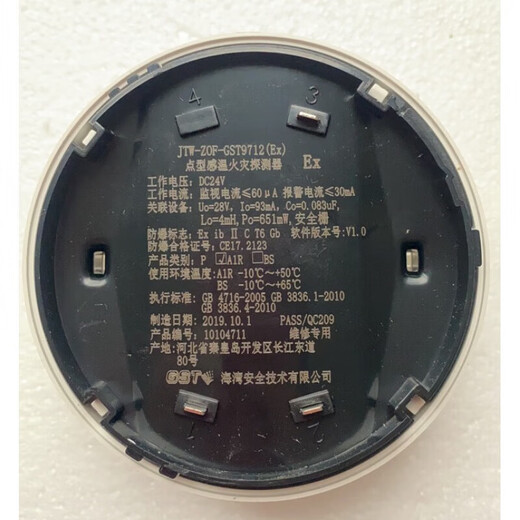 4 3
JTW-ZOF-GST9712(Ex)
点型感温火灾探测器 Ex
工作电压: DC24V
工作电流: 监视电流≤60μA 报警电流≤30mA
关联设备: Uo=28V, Io=93mA, Co=0.083uF,
Lo=4mH, Po=651mW, 安全栅
防爆标志: Ex ib Ⅱ C T6 Gb 软件版本号:V1.0
防爆合格证号: CE17.2123
产品类别: P ☑A1R ☐BS
使用环境温度:A1R -10℃~+50℃
BS -10℃~+65℃
执行标准: GB 4716-2005 GB 3836.1-2010
GB 3836.4-2010
制造日期: 2019.10.1 PASS/QC209
产品编号: 10104711 维修专用
产地: 河北省秦皇岛开发区长江东道
80号
GST 海湾安全技术有限公司
1 2